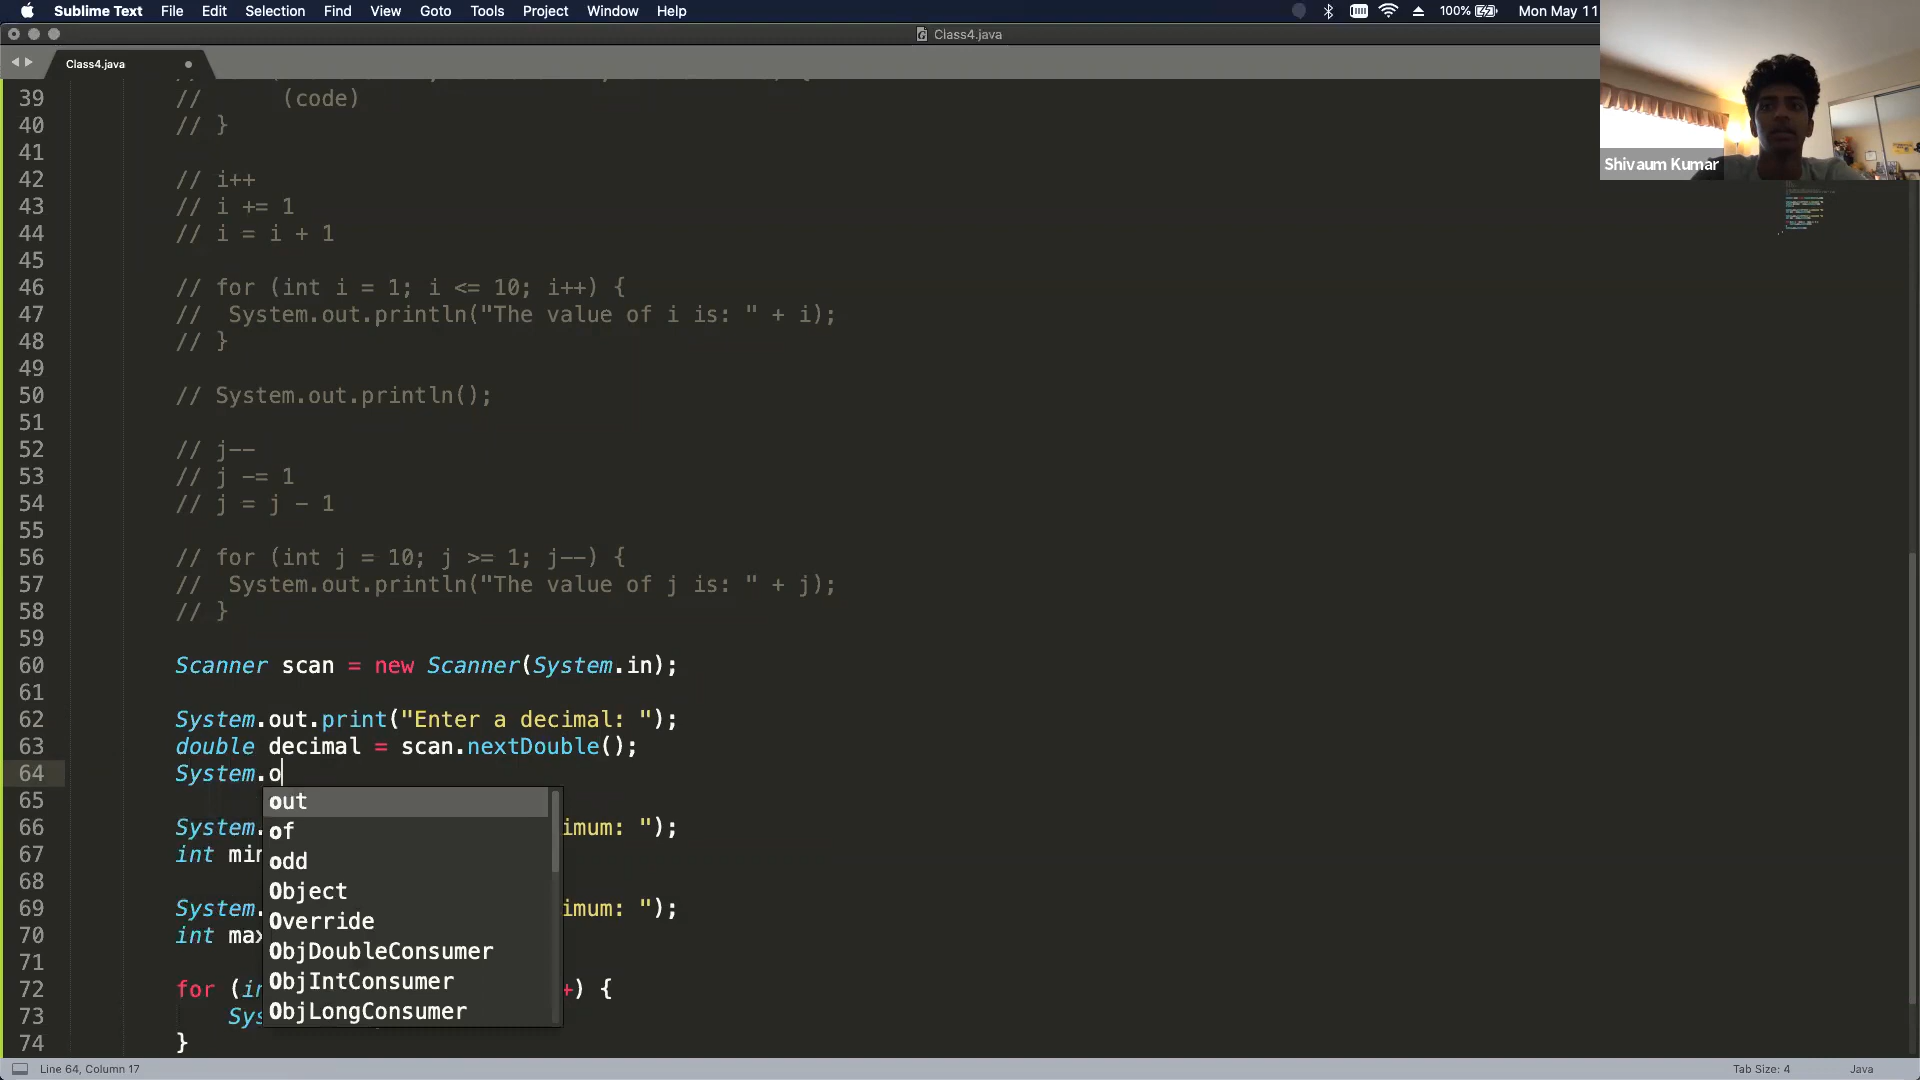 Sublime Text File Edit Selection Find View Goto Tools Project Window Help 100% Mon May 11
Class4.java
Class4.java
39 // (code)
40 // }
41
42 // i++
43 // i += 1
44 // i = i + 1
45
46 // for (int i = 1; i <= 10; i++) {
47 // System.out.println("The value of i is: " + i);
48 // }
49
50 // System.out.println();
51
52 // j--
53 // j -= 1
54 // j = j - 1
55
56 // for (int j = 10; j >= 1; j--) {
57 // System.out.println("The value of j is: " + j);
58 // }
59
60 Scanner scan = new Scanner(System.in);
61
62 System.out.print("Enter a decimal: ");
63 double decimal = scan.nextDouble();
64 System.o
65 out
of
66 System. imum: ");
67 int min
odd
68 Object
69 System. imum: ");
Override
70 int max
71 ObjDoubleConsumer
72 for (in +) {
ObjIntConsumer
73 Sys
ObjLongConsumer
74 }
Shivaum Kumar
Line 64, Column 17 Tab Size: 4 Java